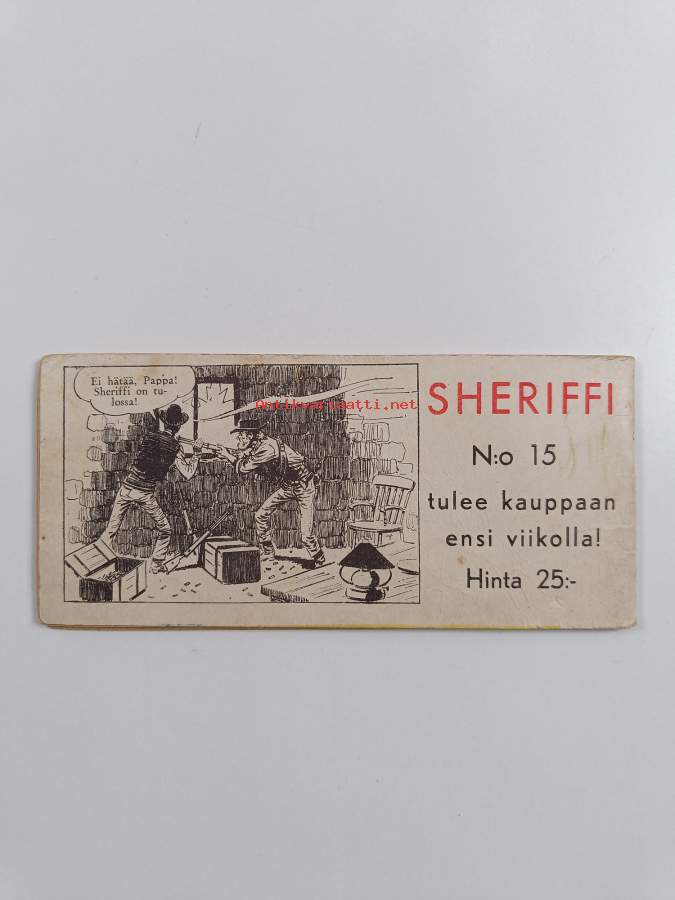 Ei hätää, Pappa!
Sheriffi on tu-
lossa!
Antikvariaatti.net
SHERIFFI
N:o 15
tulee kauppaan
ensi viikolla!
Hinta 25:-